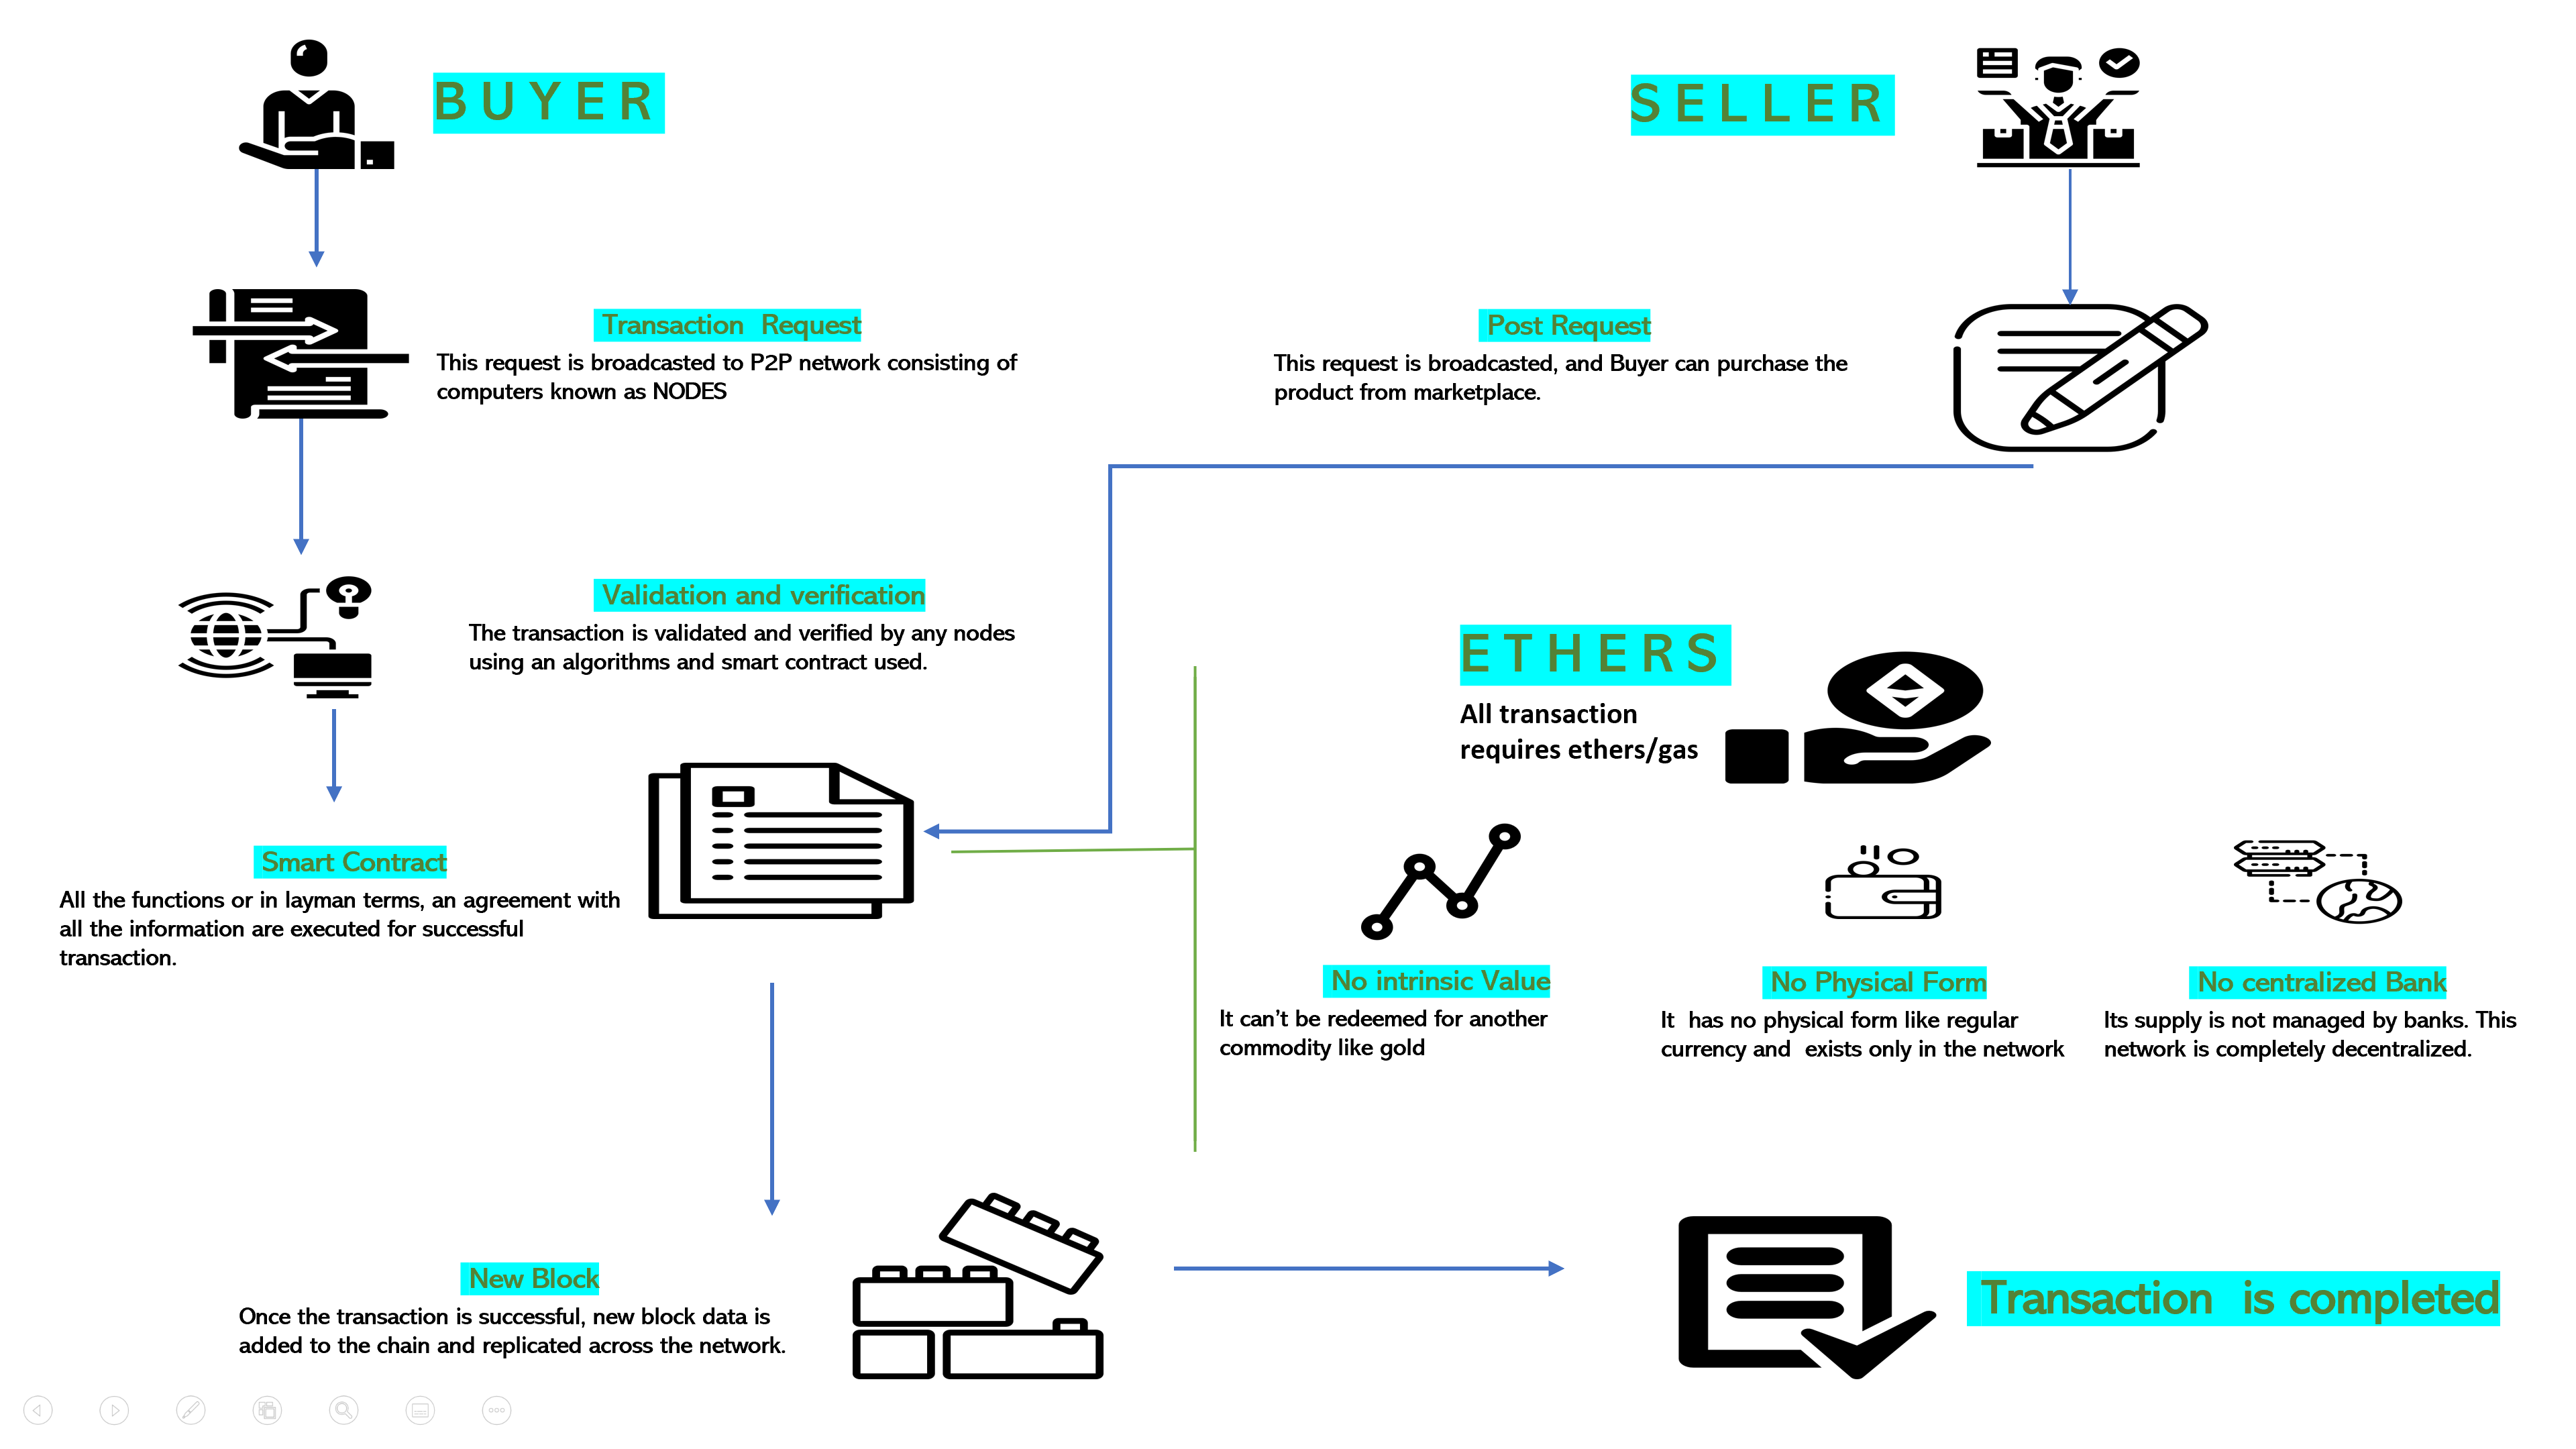 BUYER
SELLER
Transaction  Request
This request is broadcasted to P2P network consisting of
computers known as NODES
Post Request
This request is broadcasted, and Buyer can purchase the
product from marketplace.
Validation and verification
The transaction is validated and verified by any nodes
using an algorithms and smart contract used.
ETHERS
All transaction
requires ethers/gas
Smart Contract
All the functions or in layman terms, an agreement with
all the information are executed for successful
transaction.
No intrinsic Value
It can’t be redeemed for another
commodity like gold
No Physical Form
It  has no physical form like regular
currency and  exists only in the network
No centralized Bank
Its supply is not managed by banks. This
network is completely decentralized.
New Block
Once the transaction is successful, new block data is
added to the chain and replicated across the network.
Transaction  is completed